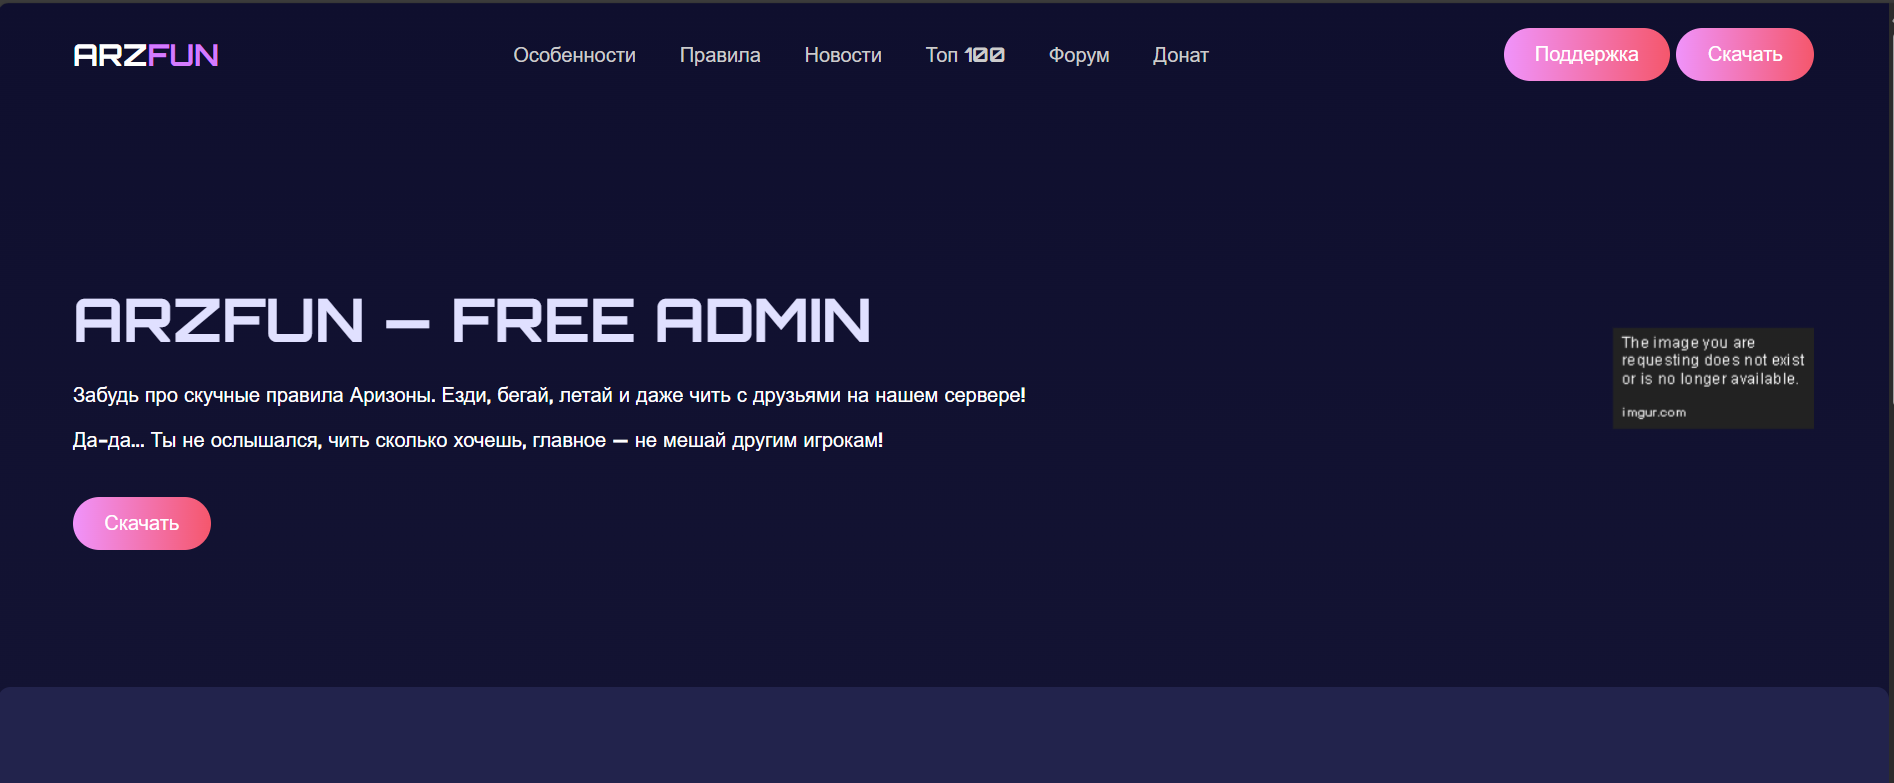 ARZFUN
Особенности Правила Новости Топ 100 Форум Донат
Поддержка Скачать
ARZFUN — FREE ADMIN
Забудь про скучные правила Аризоны. Езди, бегай, летай и даже чить с друзьями на нашем сервере!
Да-да... Ты не ослышался, чить сколько хочешь, главное — не мешай другим игрокам!
Скачать
The image you are
requesting does not exist
or is no longer available.
imgur.com